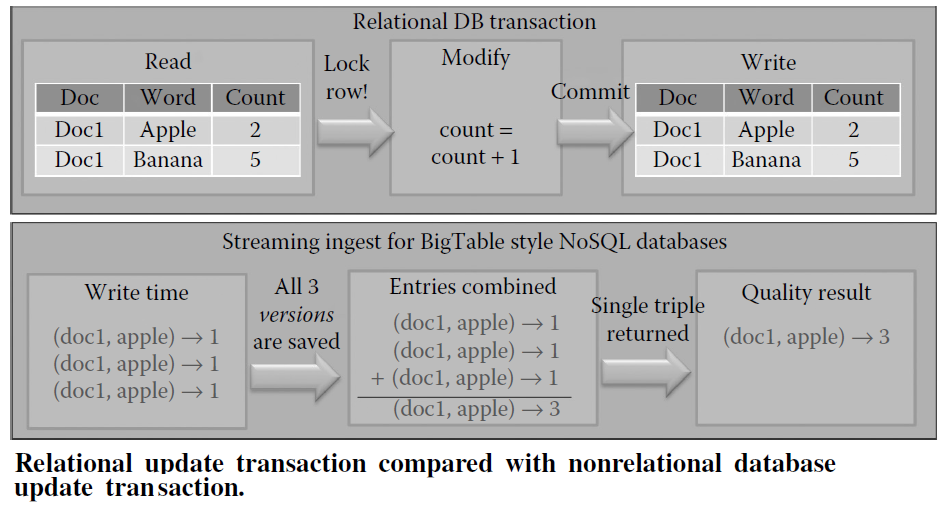 Relational DB transaction
Read
Doc Word Count
Doc1 Apple 2
Doc1 Banana 5
Lock
row!
Modify
count =
count + 1
Commit
Write
Doc Word Count
Doc1 Apple 2
Doc1 Banana 5
Streaming ingest for BigTable style NoSQL databases
Write time
(doc1, apple) → 1
(doc1, apple) → 1
(doc1, apple) → 1
All 3
versions
are saved
Entries combined
(doc1, apple) → 1
(doc1, apple) → 1
+ (doc1, apple) → 1
(doc1, apple) → 3
Single triple
returned
Quality result
(doc1, apple) → 3
Relational update transaction compared with nonrelational database
update transaction.